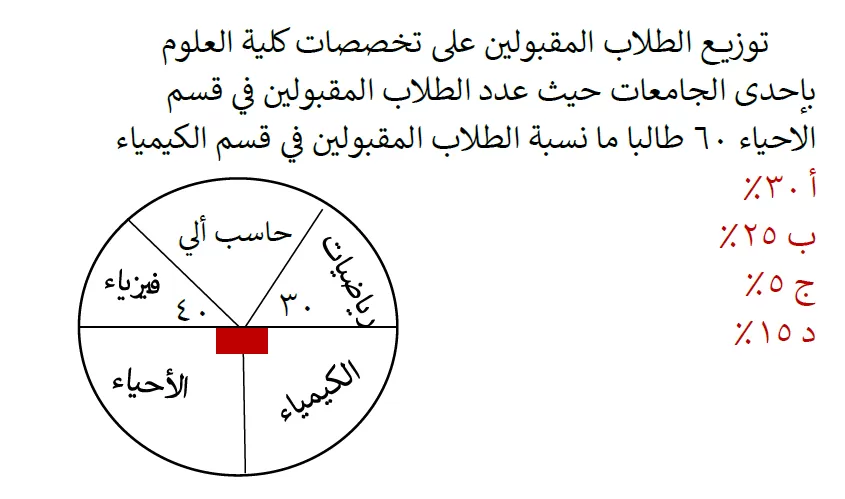 توزيع الطلاب المقبولين على تخصصات كلية العلوم
بإحدى الجامعات حيث عدد الطلاب المقبولين في قسم
الاحياء ٦٠ طالبا ما نسبة الطلاب المقبولين في قسم الكيمياء
أ ٣٠٪
ب ٢٥٪
ج ٥٪
د ١٥٪
حاسب ألي
رياضيات
٣٠
فيزياء
٤٠
الكيمياء
الأحياء